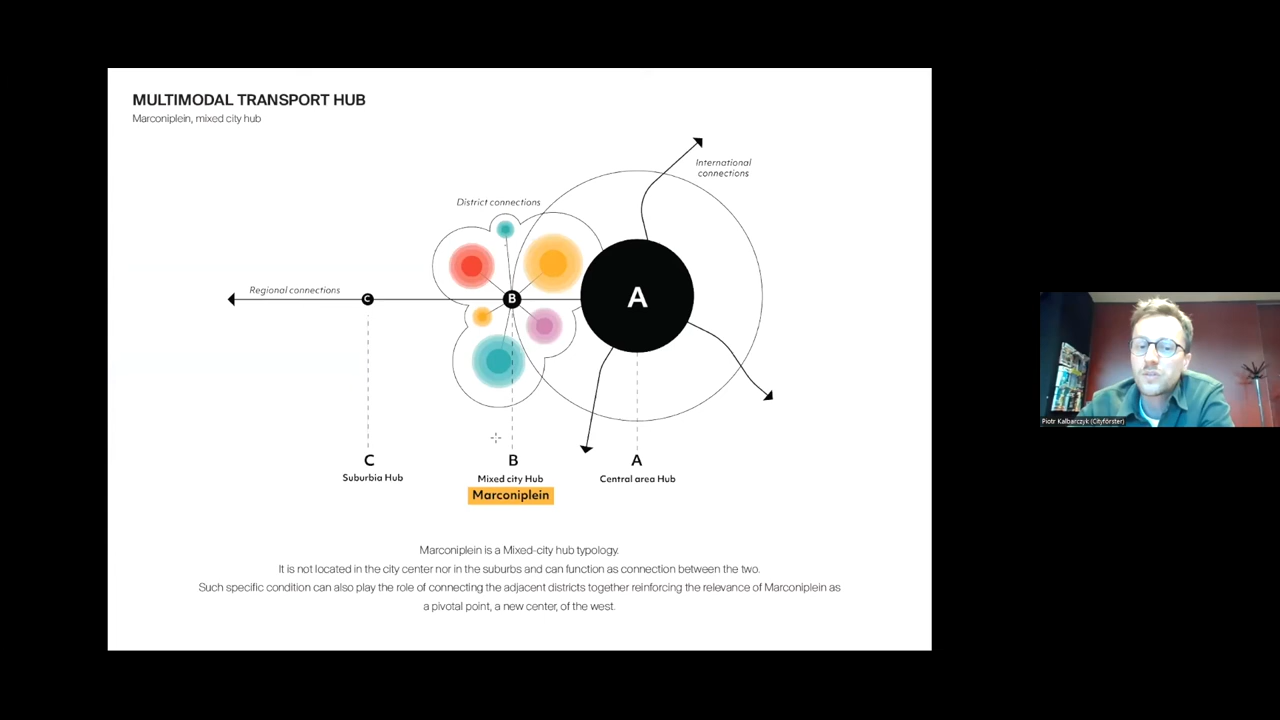 MULTIMODAL TRANSPORT HUB
Marconiplein, mixed city hub
International
connections
District connections
Regional connections
C
B
A
C
B
A
Suburbia Hub
Mixed city Hub
Central area Hub
Marconiplein
Marconiplein is a Mixed-city hub typology.
It is not located in the city center nor in the suburbs and can function as connection between the two.
Such specific condition can also play the role of connecting the adjacent districts together reinforcing the relevance of Marconiplein as
a pivotal point, a new center, of the west.
Piotr Kalbarczyk (Cityförster)